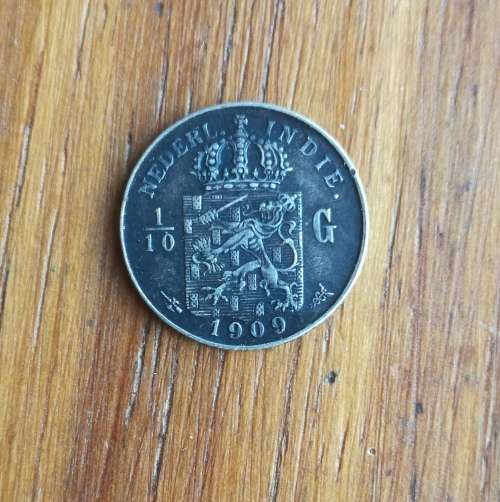 NEDERL. INDIE.
1/10 G
1909